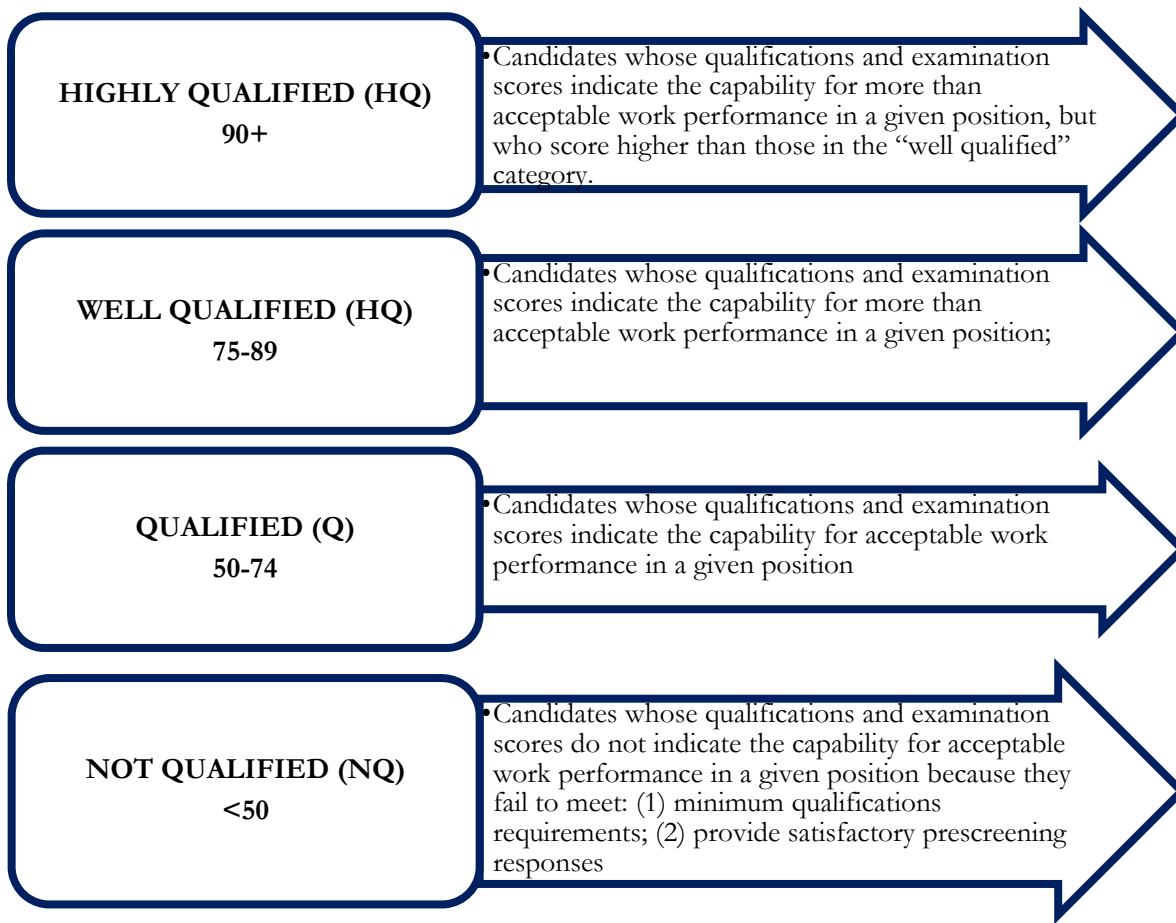 HIGHLY QUALIFIED (HQ)
90+
•Candidates whose qualifications and examination
scores indicate the capability for more than
acceptable work performance in a given position, but
who score higher than those in the “well qualified”
category.
WELL QUALIFIED (HQ)
75-89
•Candidates whose qualifications and examination
scores indicate the capability for more than
acceptable work performance in a given position;
QUALIFIED (Q)
50-74
•Candidates whose qualifications and examination
scores indicate the capability for acceptable work
performance in a given position
NOT QUALIFIED (NQ)
<50
•Candidates whose qualifications and examination
scores do not indicate the capability for acceptable
work performance in a given position because they
fail to meet: (1) minimum qualifications
requirements; (2) provide satisfactory prescreening
responses